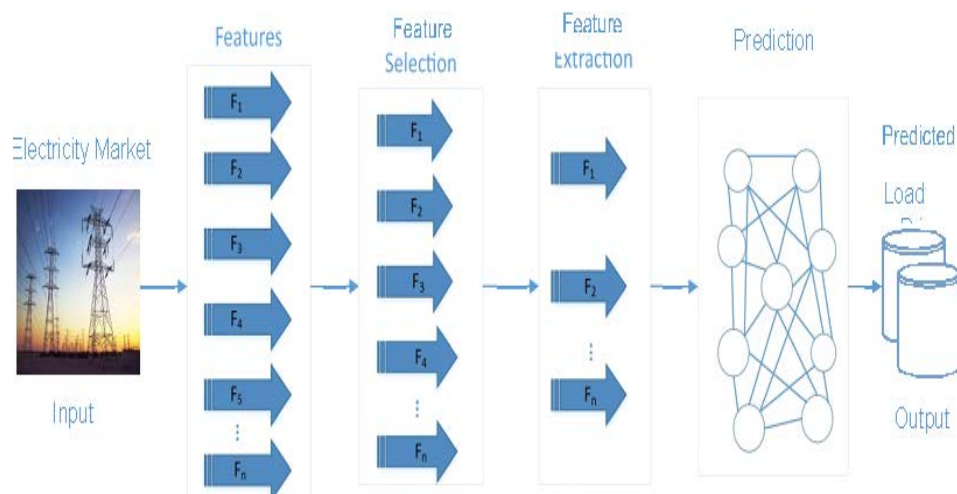 Electricity Market
Input
Features
F1
F2
F3
F4
F5
⋮
Fn
Feature
Selection
F1
F2
F3
F4
⋮
Fn
Feature
Extraction
F1
F2
⋮
Fn
Prediction
Predicted
Load
Output